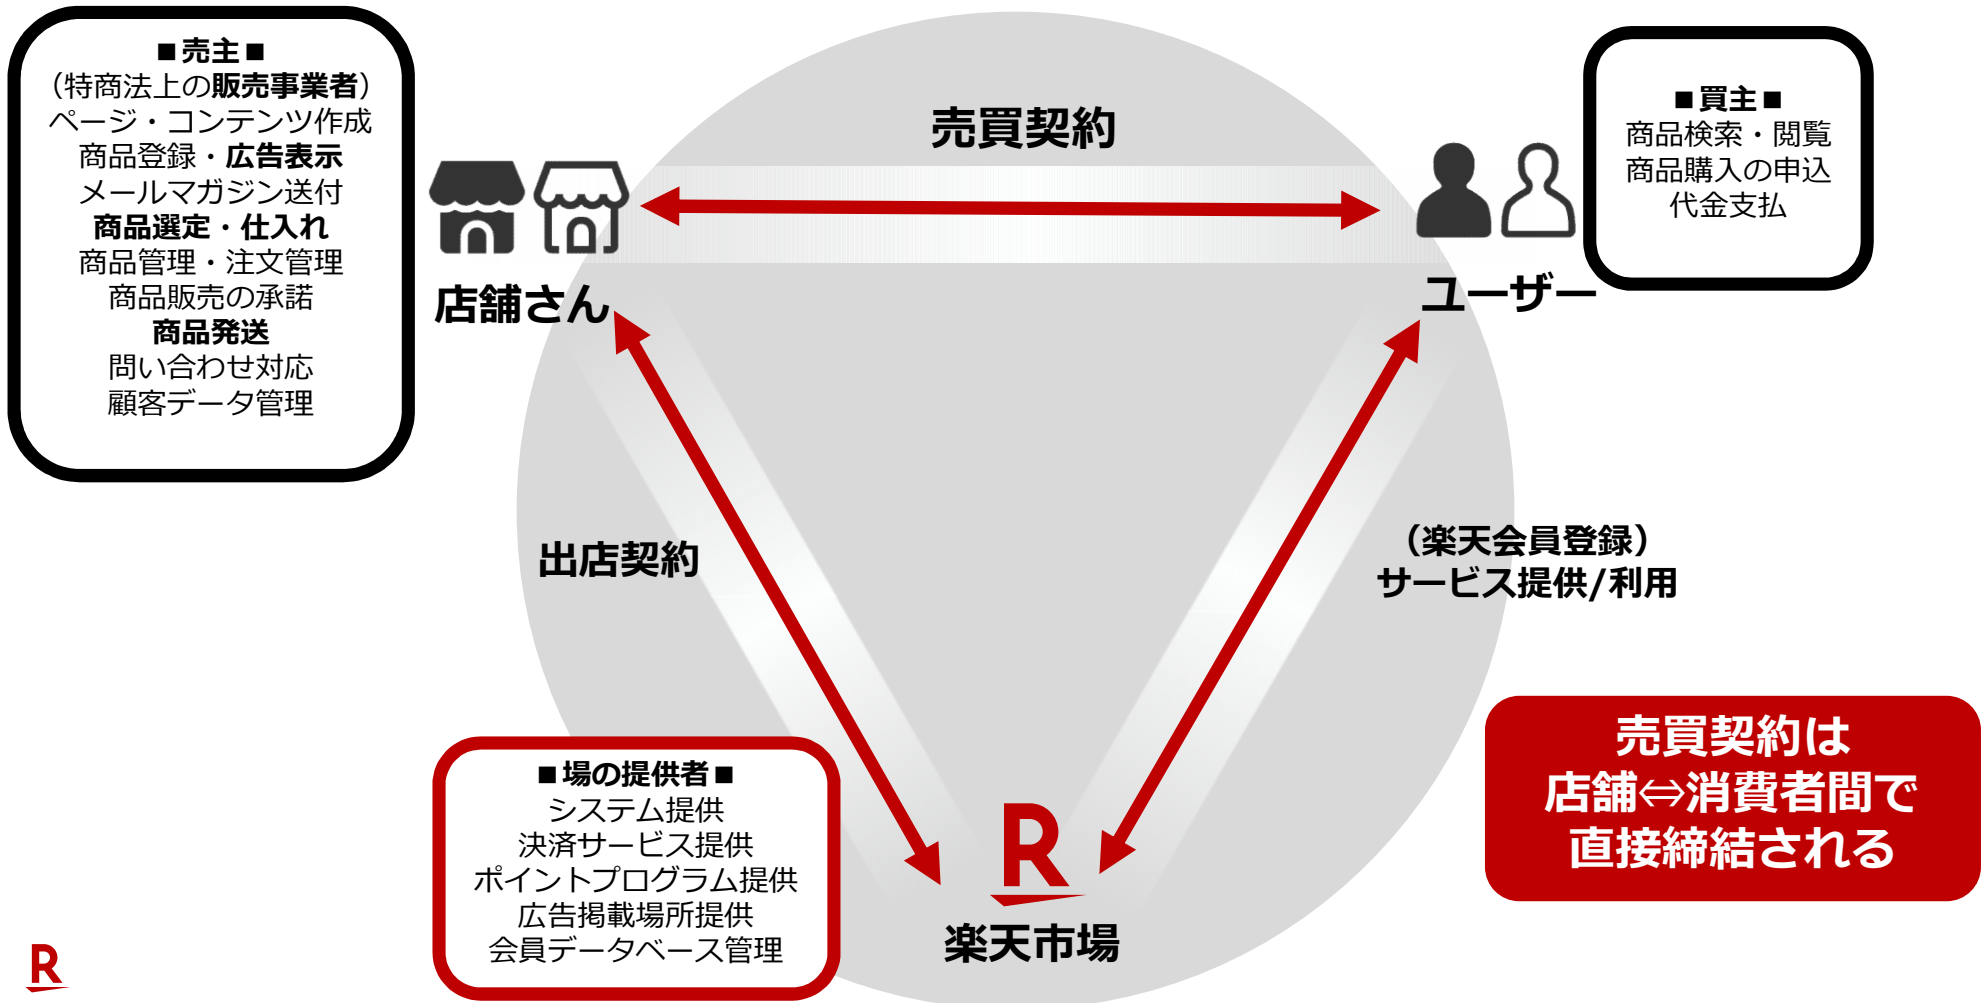 ■売主■
（特商法上の販売事業者）
ページ・コンテンツ作成
商品登録・広告表示
メールマガジン送付
商品選定・仕入れ
商品管理・注文管理
商品販売の承諾
商品発送
問い合わせ対応
顧客データ管理
売買契約
■買主■
商品検索・閲覧
商品購入の申込
代金支払
店舗さん
ユーザー
出店契約
（楽天会員登録）
サービス提供/利用
■場の提供者■
システム提供
決済サービス提供
ポイントプログラム提供
広告掲載場所提供
会員データベース管理
R
楽天市場
売買契約は
店舗⇔消費者間で
直接締結される
R